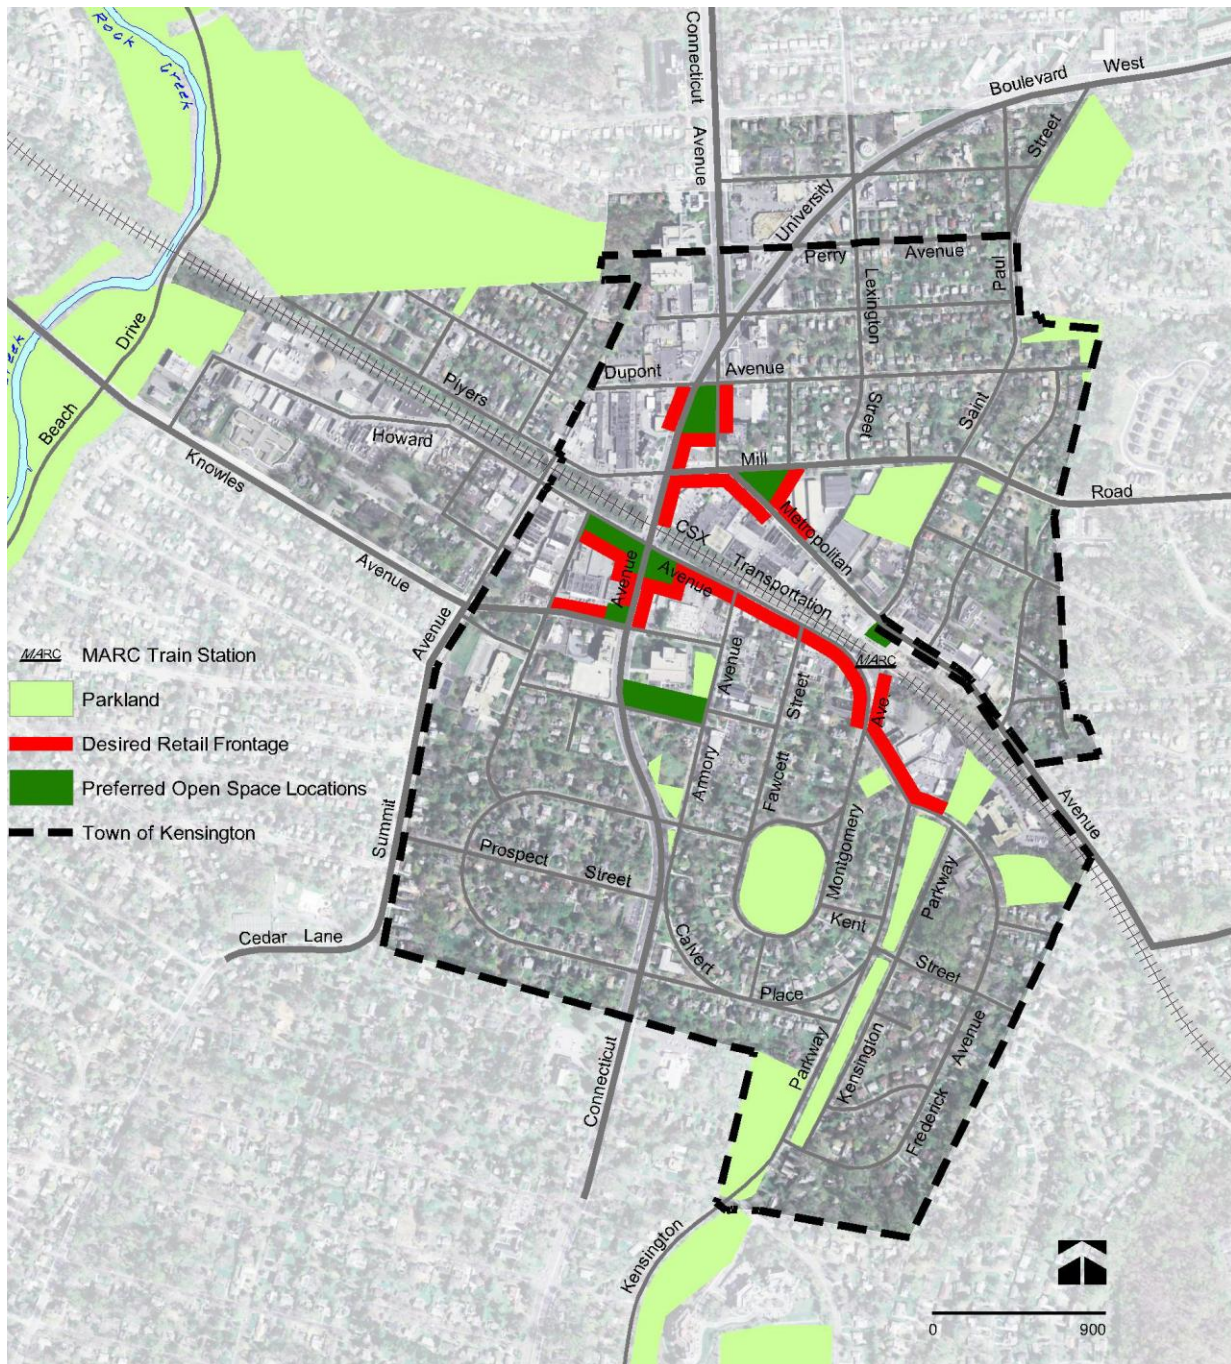 Rock
Creek
Connecticut
Avenue
Boulevard
West
University
Street
Perry
Avenue
Paul
Lexington
Street
Drive
Beach
Creek
Plyers
Dupont
Avenue
Saint
Howard
Mill
Road
Knowles
Avenue
Metropolitan
CSX
Transportation
Avenue
Avenue
Avenue
MARC
MARC
MARC Train Station
Parkland
Desired Retail Frontage
Preferred Open Space Locations
Town of Kensington
Avenue
Street
Ave.
Armory
Fawcett
Montgomery
Avenue
Summit
Prospect
Street
Parkway
Kent
Street
Cedar Lane
Calvert
Place
Avenue
Parkway
Kensington
Frederick
Connecticut
Kensington
0
900